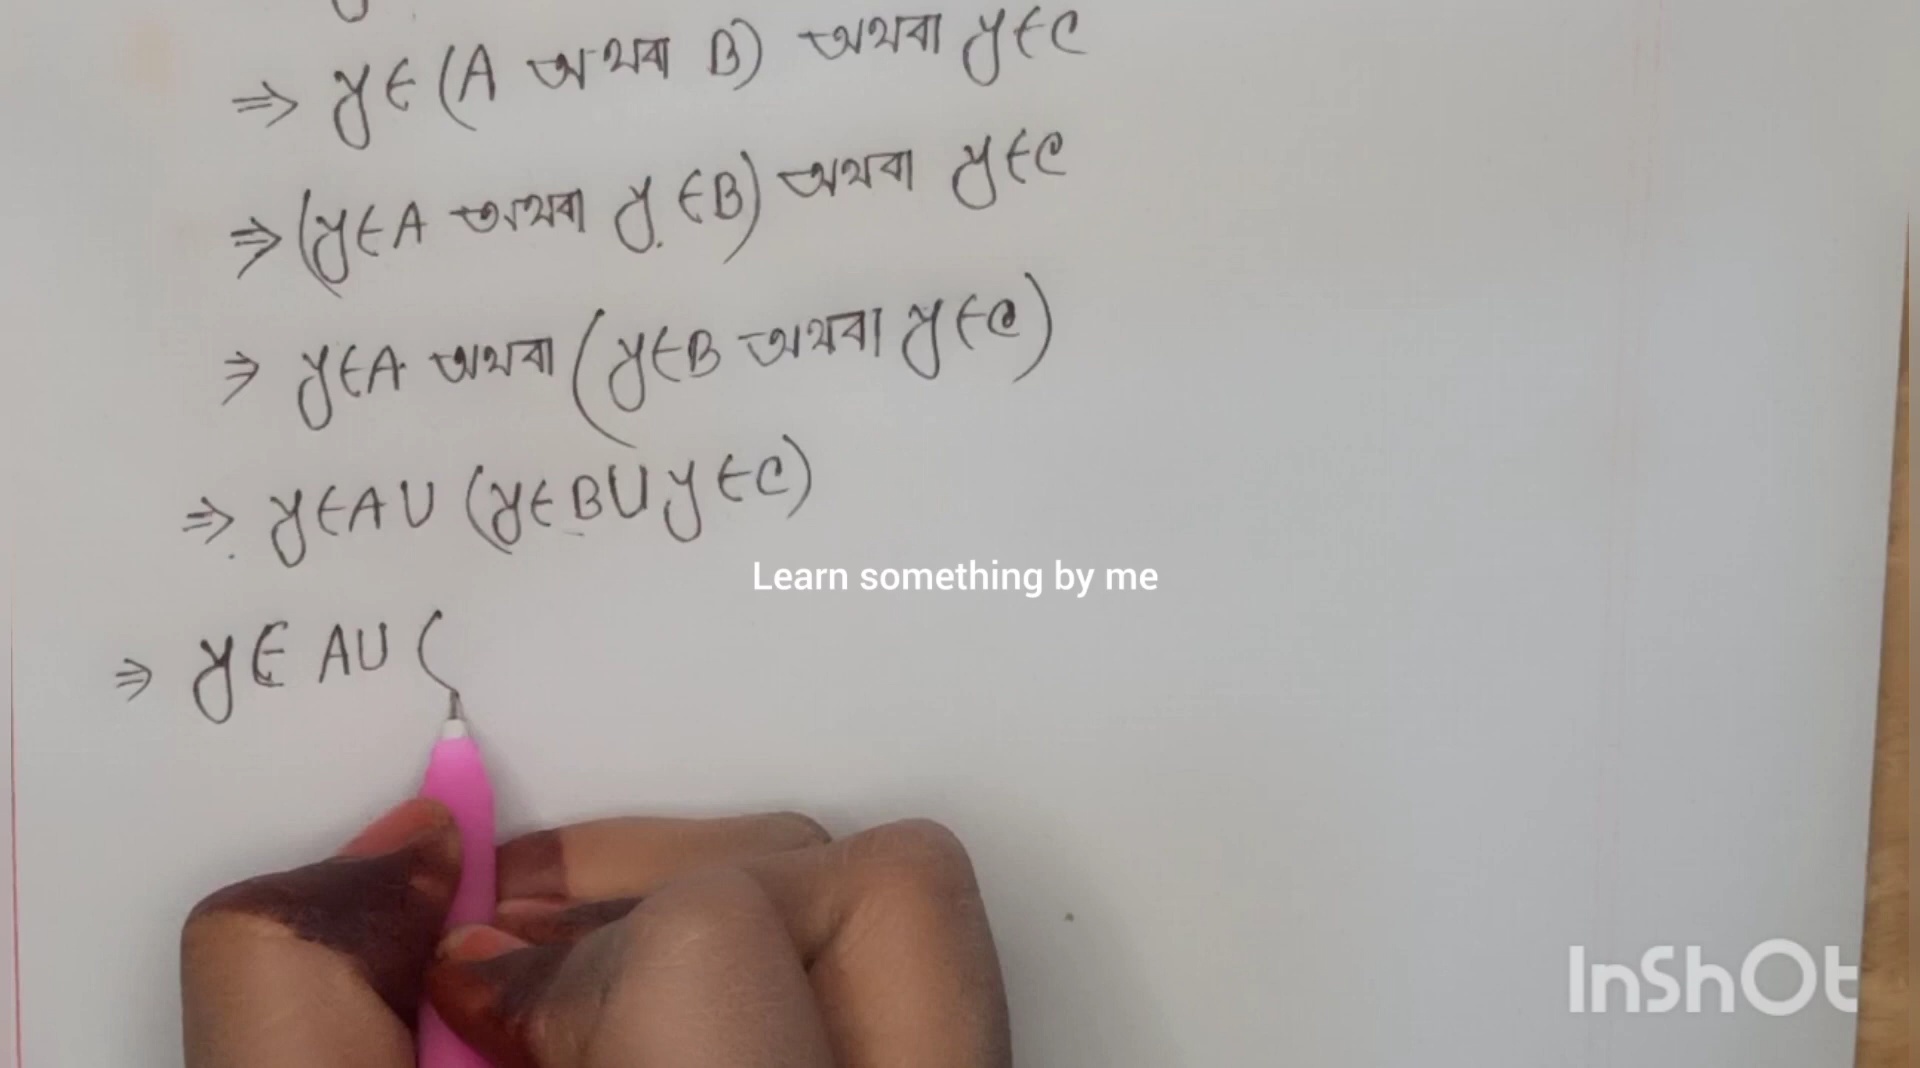 ⇒ y∈(A অথবা B) অথবা y∈C
⇒ (y∈A অথবা y∈B) অথবা y∈C
⇒ y∈A অথবা (y∈B অথবা y∈C)
⇒ y∈A∪(y∈B∪y∈C)
Learn something by me
⇒ y∈ A∪(
InShOt